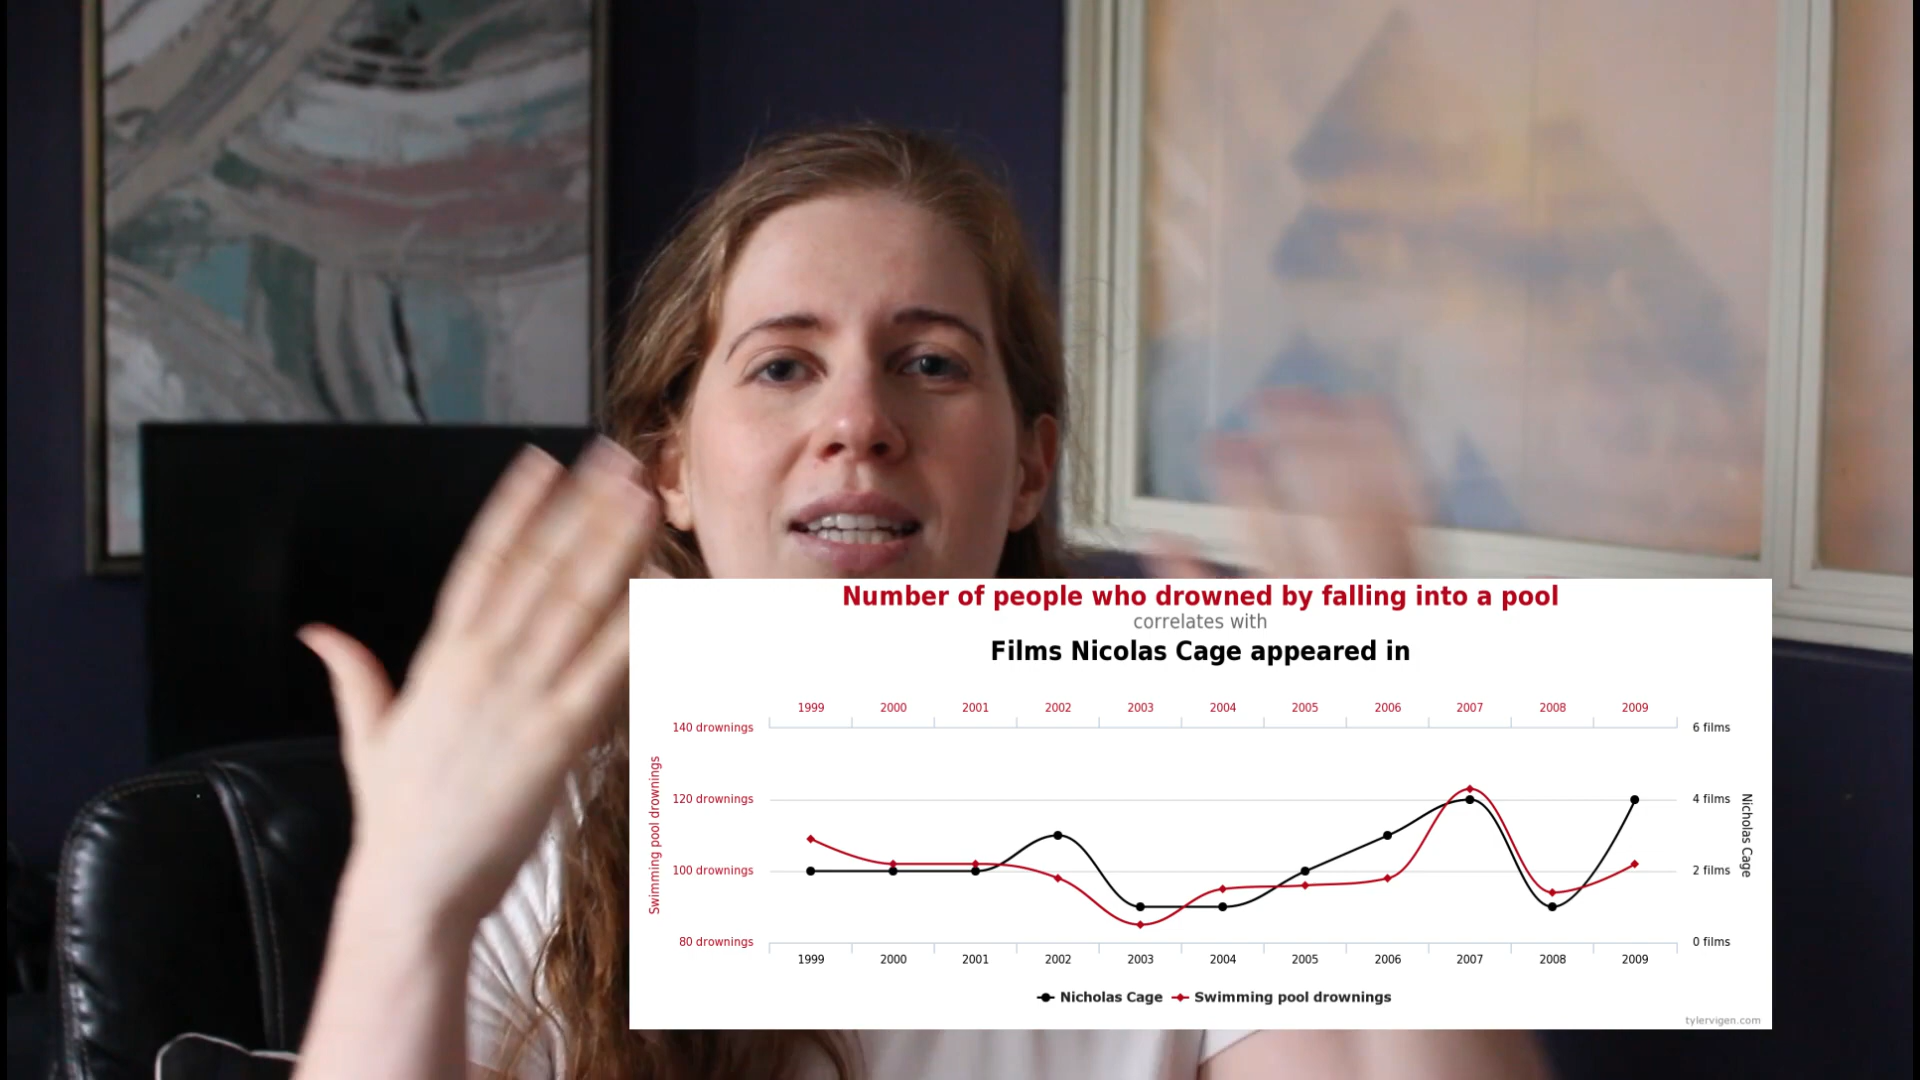 Number of people who drowned by falling into a pool
correlates with
Films Nicolas Cage appeared in
1999 2000 2001 2002 2003 2004 2005 2006 2007 2008 2009
140 drownings 6 films
120 drownings 4 films
100 drownings 2 films
80 drownings 0 films
Swimming pool drownings
Nicholas Cage
1999 2000 2001 2002 2003 2004 2005 2006 2007 2008 2009
Nicholas Cage Swimming pool drownings
tylervigen.com